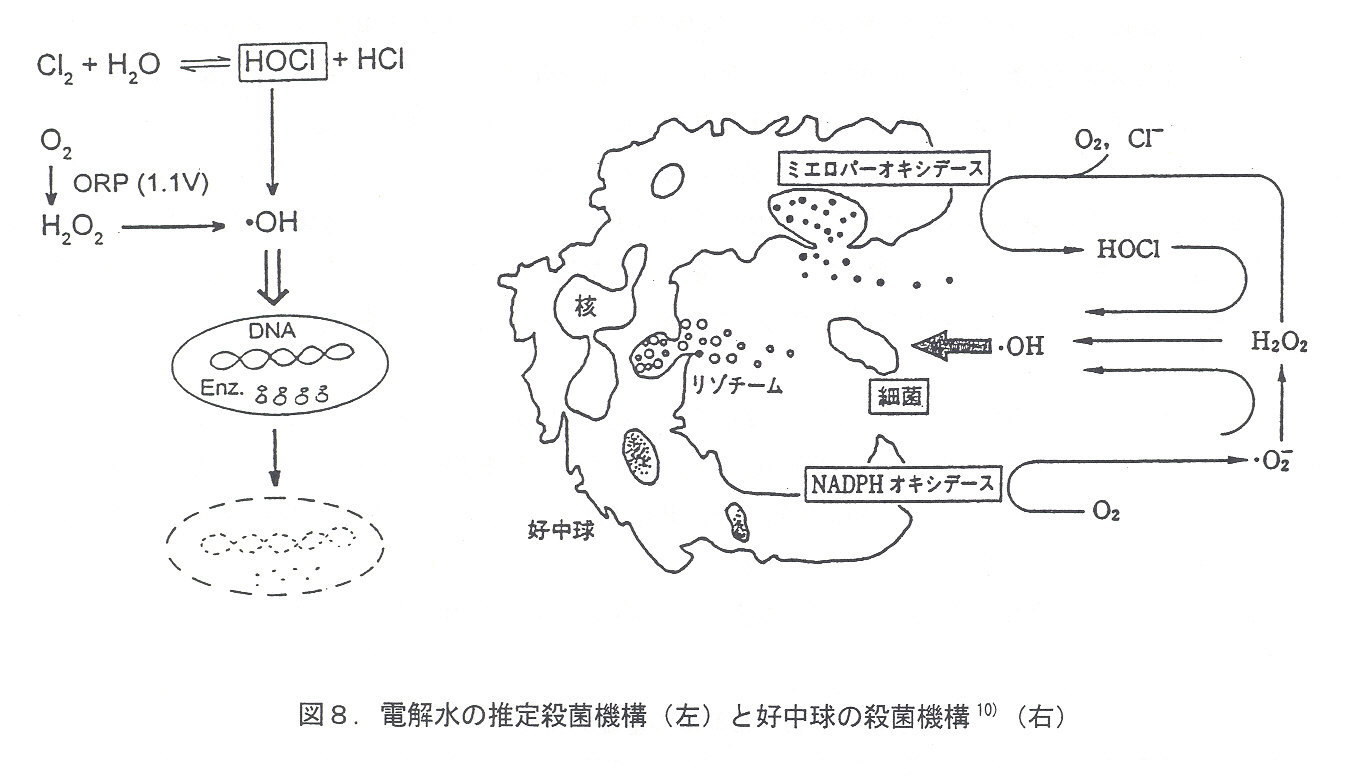 Cl₂ + H₂O ⇌ HOCl + HCl
O₂
ORP (1.1V)
H₂O₂
·OH
DNA
Enz.
ミエロパーオキシデース
O₂, Cl⁻
HOCl
核
リゾチーム
·OH
H₂O₂
細菌
NADPH オキシデース
·O₂⁻
O₂
好中球
図8. 電解水の推定殺菌機構(左)と好中球の殺菌機構¹⁰⁾(右)